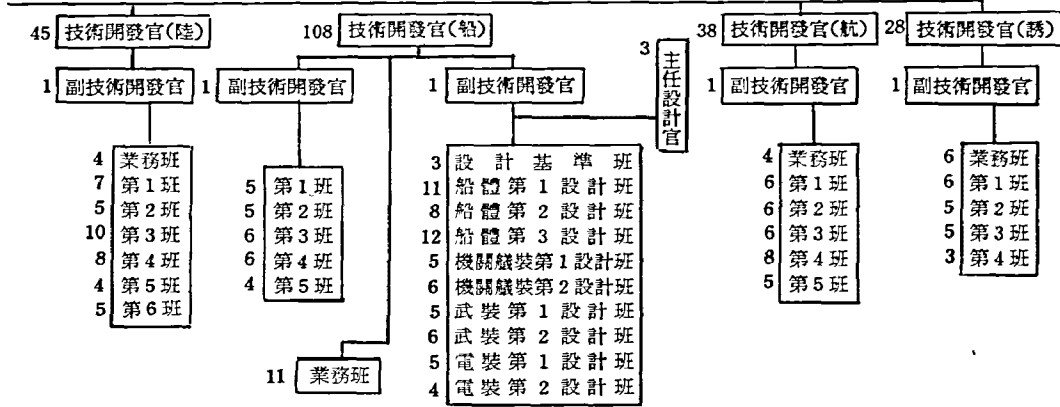 45 技術開發官(陸)
108 技術開發官(船)
38 技術開發官(航)
28 技術開發官(誘)
1 副技術開發官
1 副技術開發官
1 副技術開發官
3 主任設計官
1 副技術開發官
1 副技術開發官
4 業務班
7 第1班
5 第2班
10 第3班
8 第4班
4 第5班
5 第6班
5 第1班
5 第2班
6 第3班
6 第4班
4 第5班
11 業務班
3 設計基準班
11 船體第1設計班
8 船體第2設計班
12 船體第3設計班
5 機關艤裝第1設計班
6 機關艤裝第2設計班
5 武裝第1設計班
6 武裝第2設計班
5 電裝第1設計班
4 電裝第2設計班
4 業務班
6 第1班
6 第2班
6 第3班
8 第4班
5 第5班
6 業務班
6 第1班
5 第2班
5 第3班
3 第4班